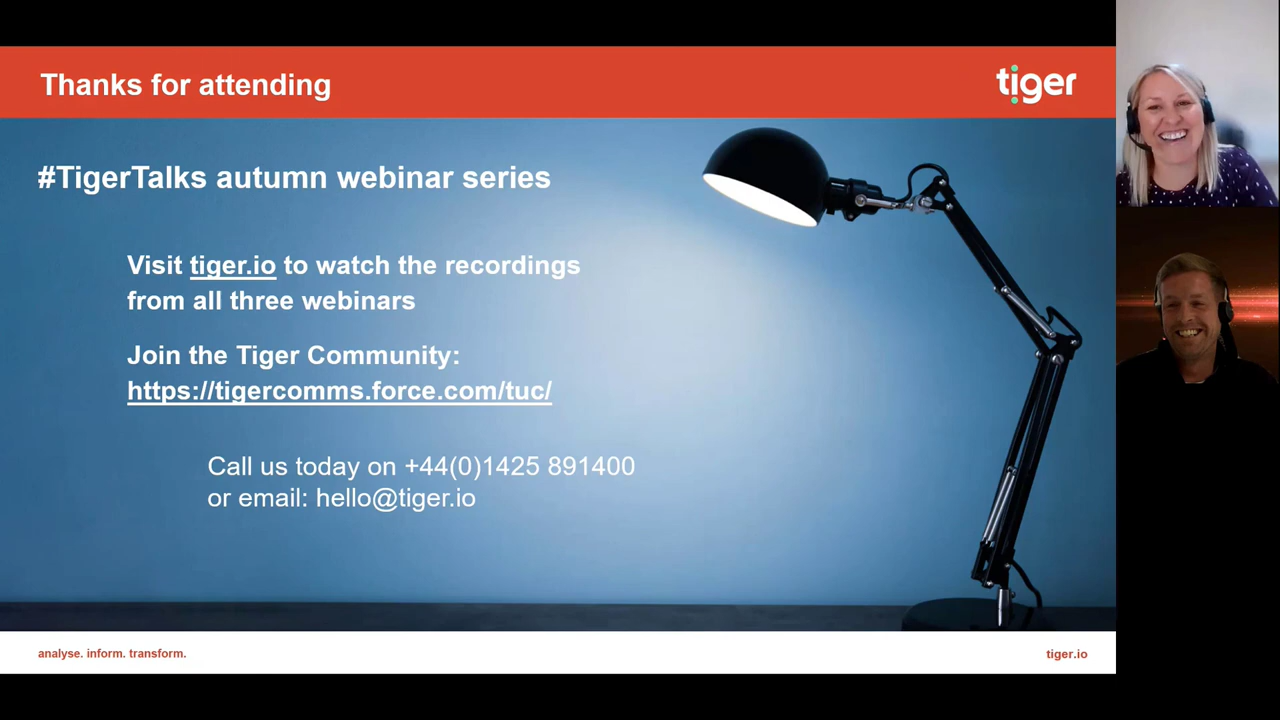 Thanks for attending
tiger
#TigerTalks autumn webinar series
Visit tiger.io to watch the recordings
from all three webinars
Join the Tiger Community:
https://tigercomms.force.com/tuc/
Call us today on +44(0)1425 891400
or email: hello@tiger.io
analyse. inform. transform.
tiger.io